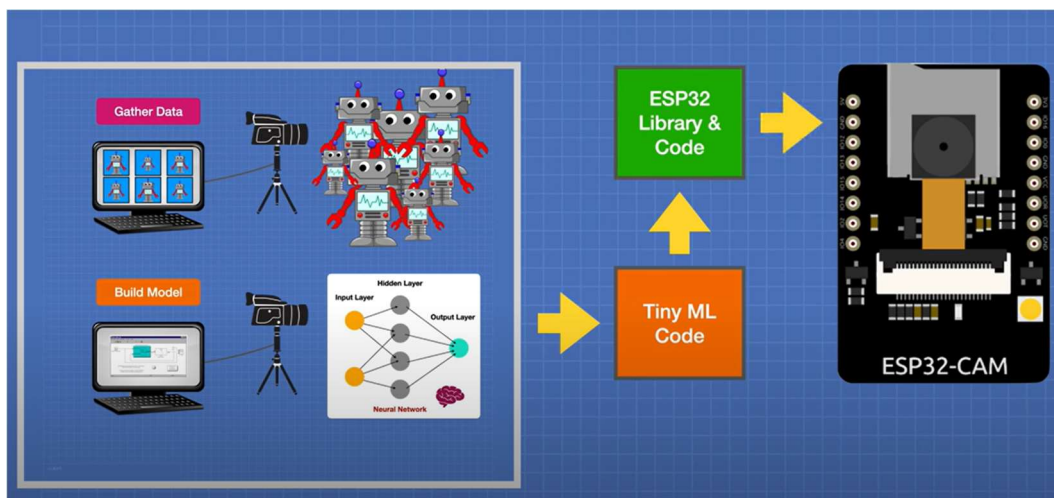 Gather Data
Build Model
Hidden Layer
Input Layer
Output Layer
Neural Network
ESP32
Library &
Code
Tiny ML
Code
ESP32-CAM